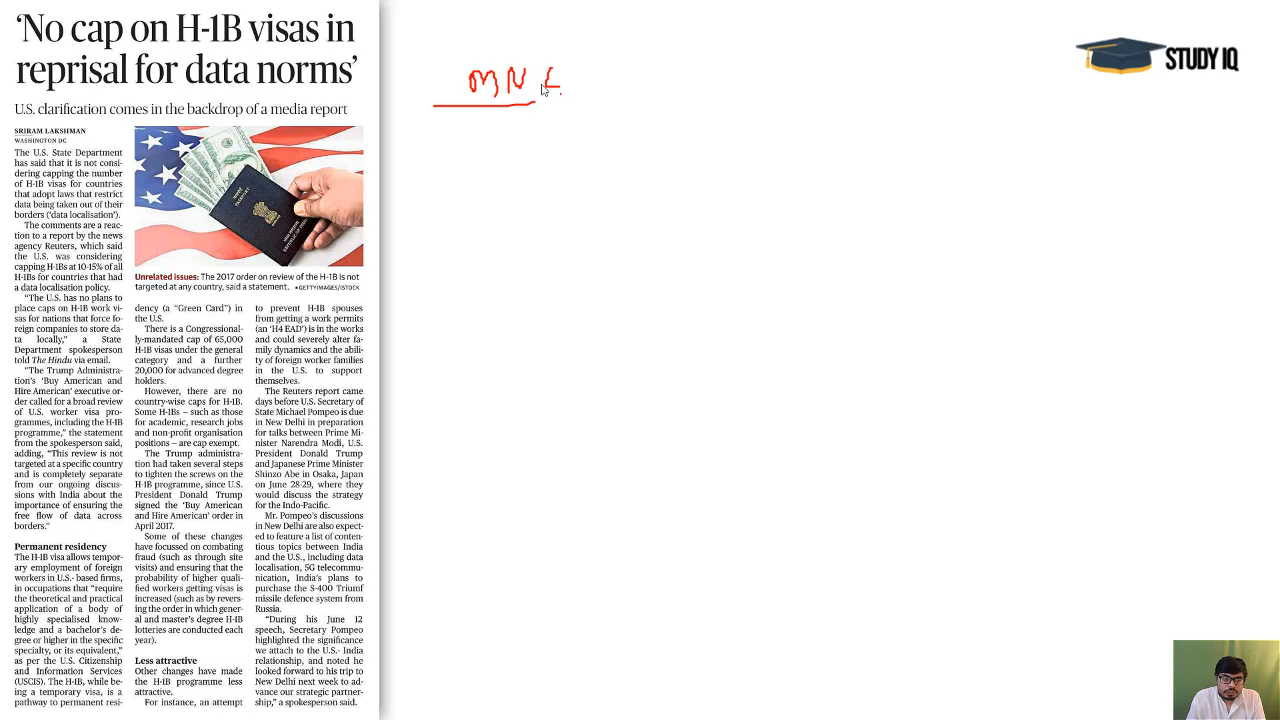 ‘No cap on H-1B visas in
reprisal for data norms’
U.S. clarification comes in the backdrop of a media report
SRIRAM LAKSHMAN
WASHINGTON DC
The U.S. State Department
has said that it is not consi-
dering capping the number
of H-1B visas for countries
that adopt laws that restrict
data being taken out of their
borders (‘data localisation’).
The comments are a reac-
tion to a report by the news
agency Reuters, which said
the U.S. was considering
capping H-1Bs at 10-15% of all
H-1Bs for countries that had
a data localisation policy.
“The U.S. has no plans to
place caps on H-1B work vi-
sas for nations that force fo-
reign companies to store da-
ta locally,” a State
Department spokesperson
told The Hindu via email.
“The Trump Administra-
tion’s ‘Buy American and
Hire American’ executive or-
der called for a broad review
of U.S. worker visa pro-
grammes, including the H-1B
programme,” the statement
from the spokesperson said,
adding, “This review is not
targeted at a specific country
and is completely separate
from our ongoing discus-
sions with India about the
importance of ensuring the
free flow of data across
borders.”
Permanent residency
The H-1B visa allows tempor-
ary employment of foreign
workers in U.S.- based firms,
in occupations that “require
the theoretical and practical
application of a body of
highly specialised know-
ledge and a bachelor’s de-
gree or higher in the specific
specialty, or its equivalent,”
as per the U.S. Citizenship
and Information Services
(USCIS). The H-1B, while be-
ing a temporary visa, is a
pathway to permanent resi-
Unrelated issues: The 2017 order on review of the H-1B is not
targeted at any country, said a statement. GETTYIMAGES/ISTOCK
dency (a “Green Card”) in
the U.S.
There is a Congressional-
ly-mandated cap of 65,000
H-1B visas under the general
category and a further
20,000 for advanced degree
holders.
However, there are no
country-wise caps for H-1B.
Some H-1Bs – such as those
for academic, research jobs
and non-profit organisation
positions – are cap exempt.
The Trump administra-
tion had taken several steps
to tighten the screws on the
H-1B programme, since U.S.
President Donald Trump
signed the ‘Buy American
and Hire American’ order in
April 2017.
Some of these changes
have focussed on combating
fraud (such as through site
visits) and ensuring that the
probability of higher quali-
fied workers getting visas is
increased (such as by revers-
ing the order in which gener-
al and master’s degree H-1B
lotteries are conducted each
year).
Less attractive
Other changes have made
the H-1B programme less
attractive.
For instance, an attempt
to prevent H-1B spouses
from getting a work permits
(an ‘H4 EAD’) is in the works
and could severely alter fa-
mily dynamics and the abili-
ty of foreign worker families
in the U.S. to support
themselves.
The Reuters report came
days before U.S. Secretary of
State Michael Pompeo is due
in New Delhi in preparation
for talks between Prime Mi-
nister Narendra Modi, U.S.
President Donald Trump
and Japanese Prime Minister
Shinzo Abe in Osaka, Japan
on June 28-29, where they
would discuss the strategy
for the Indo-Pacific.
Mr. Pompeo’s discussions
in New Delhi are also expect-
ed to feature a list of conten-
tious topics between India
and the U.S., including data
localisation, 5G telecommu-
nication, India’s plans to
purchase the S-400 Triumf
missile defence system from
Russia.
“During his June 12
speech, Secretary Pompeo
highlighted the significance
we attach to the U.S.- India
relationship, and noted he
looked forward to his trip to
New Delhi next week to ad-
vance our strategic partner-
ship,” a spokesperson said.
STUDY IQ